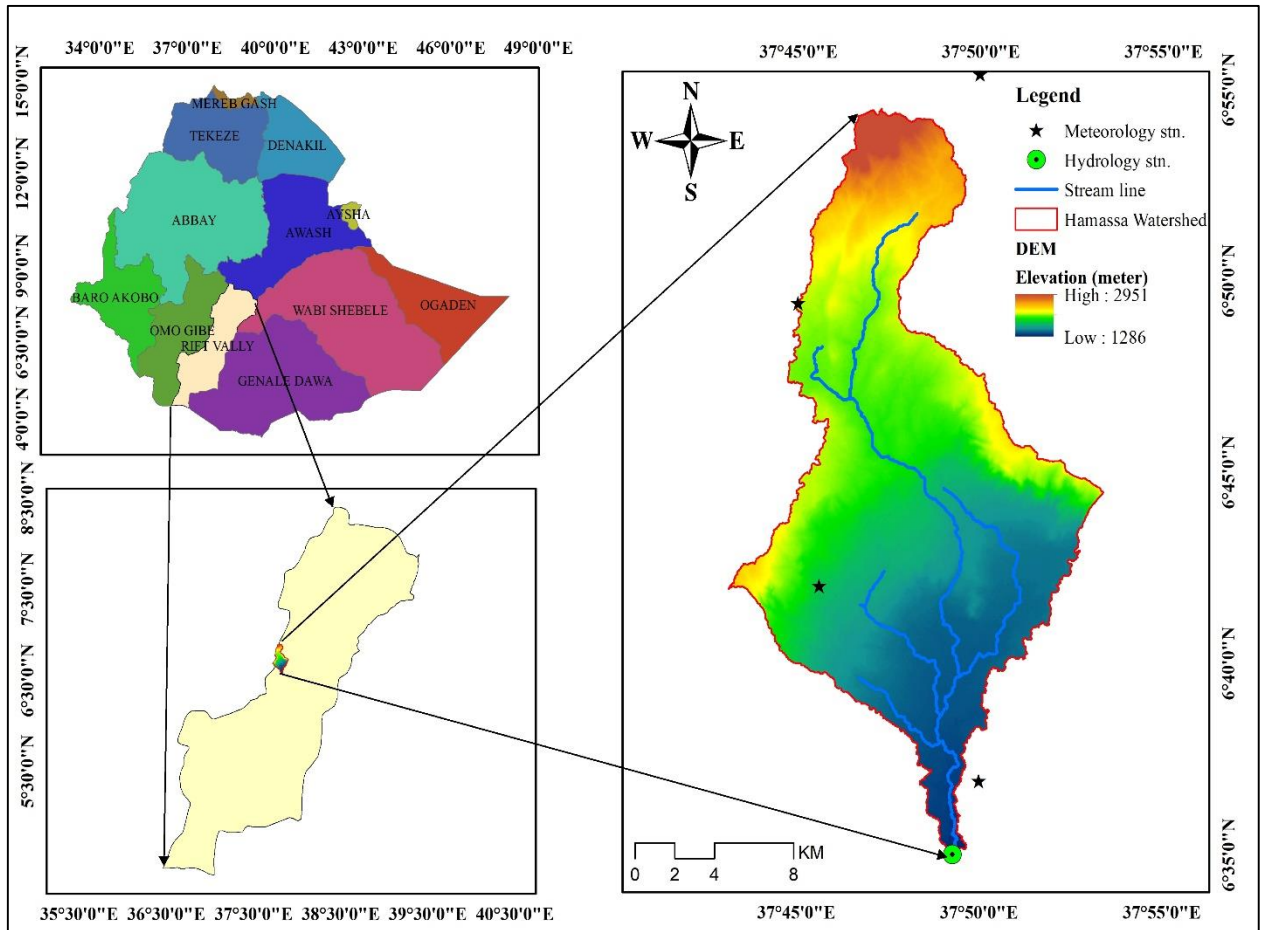 34°0'0"E 37°0'0"E 40°0'0"E 43°0'0"E 46°0'0"E 49°0'0"E
15°0'0"N
12°0'0"N
9°0'0"N
6°30'0"N
4°0'0"N
MEREB GASH
TEKEZE
DENAKIL
ABBAY
AYSHA
AWASH
BARO AKOBO
WABI SHEBELE
OGADEN
OMO GIBE
RIFT VALLY
GENALE DAWA
8°30'0"N
7°30'0"N
6°30'0"N
5°30'0"N
35°30'0"E 36°30'0"E 37°30'0"E 38°30'0"E 39°30'0"E 40°30'0"E
37°45'0"E 37°50'0"E 37°55'0"E
N
W E
S
Legend
Meteorology stn.
Hydrology stn.
Stream line
Hamassa Watershed
DEM
Elevation (meter)
High : 2951
Low : 1286
6°55'0"N
6°50'0"N
6°45'0"N
6°40'0"N
6°35'0"N
KM
0 2 4 8
37°45'0"E 37°50'0"E 37°55'0"E